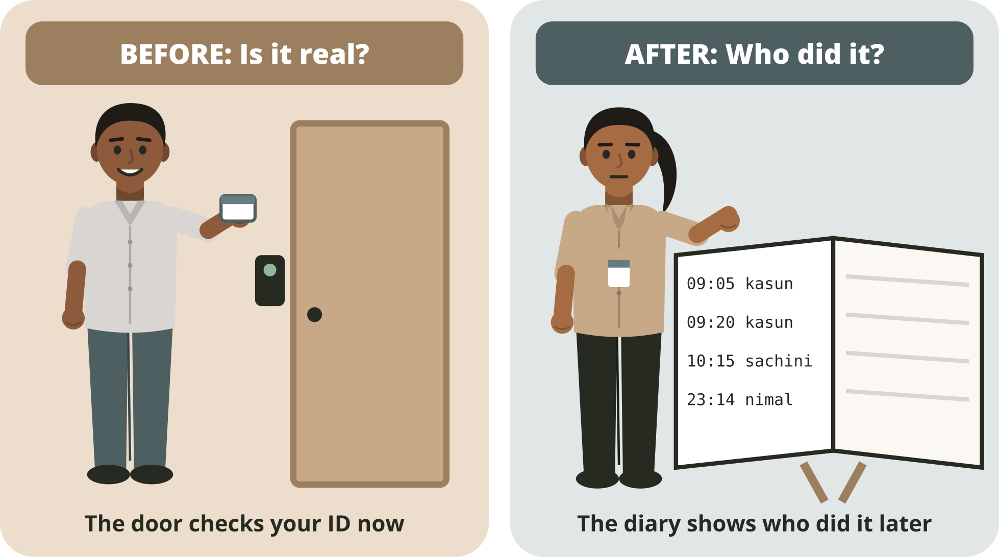 BEFORE: Is it real?
The door checks your ID now
AFTER: Who did it?
09:05 kasun
09:20 kasun
10:15 sachini
23:14 nimal
The diary shows who did it later